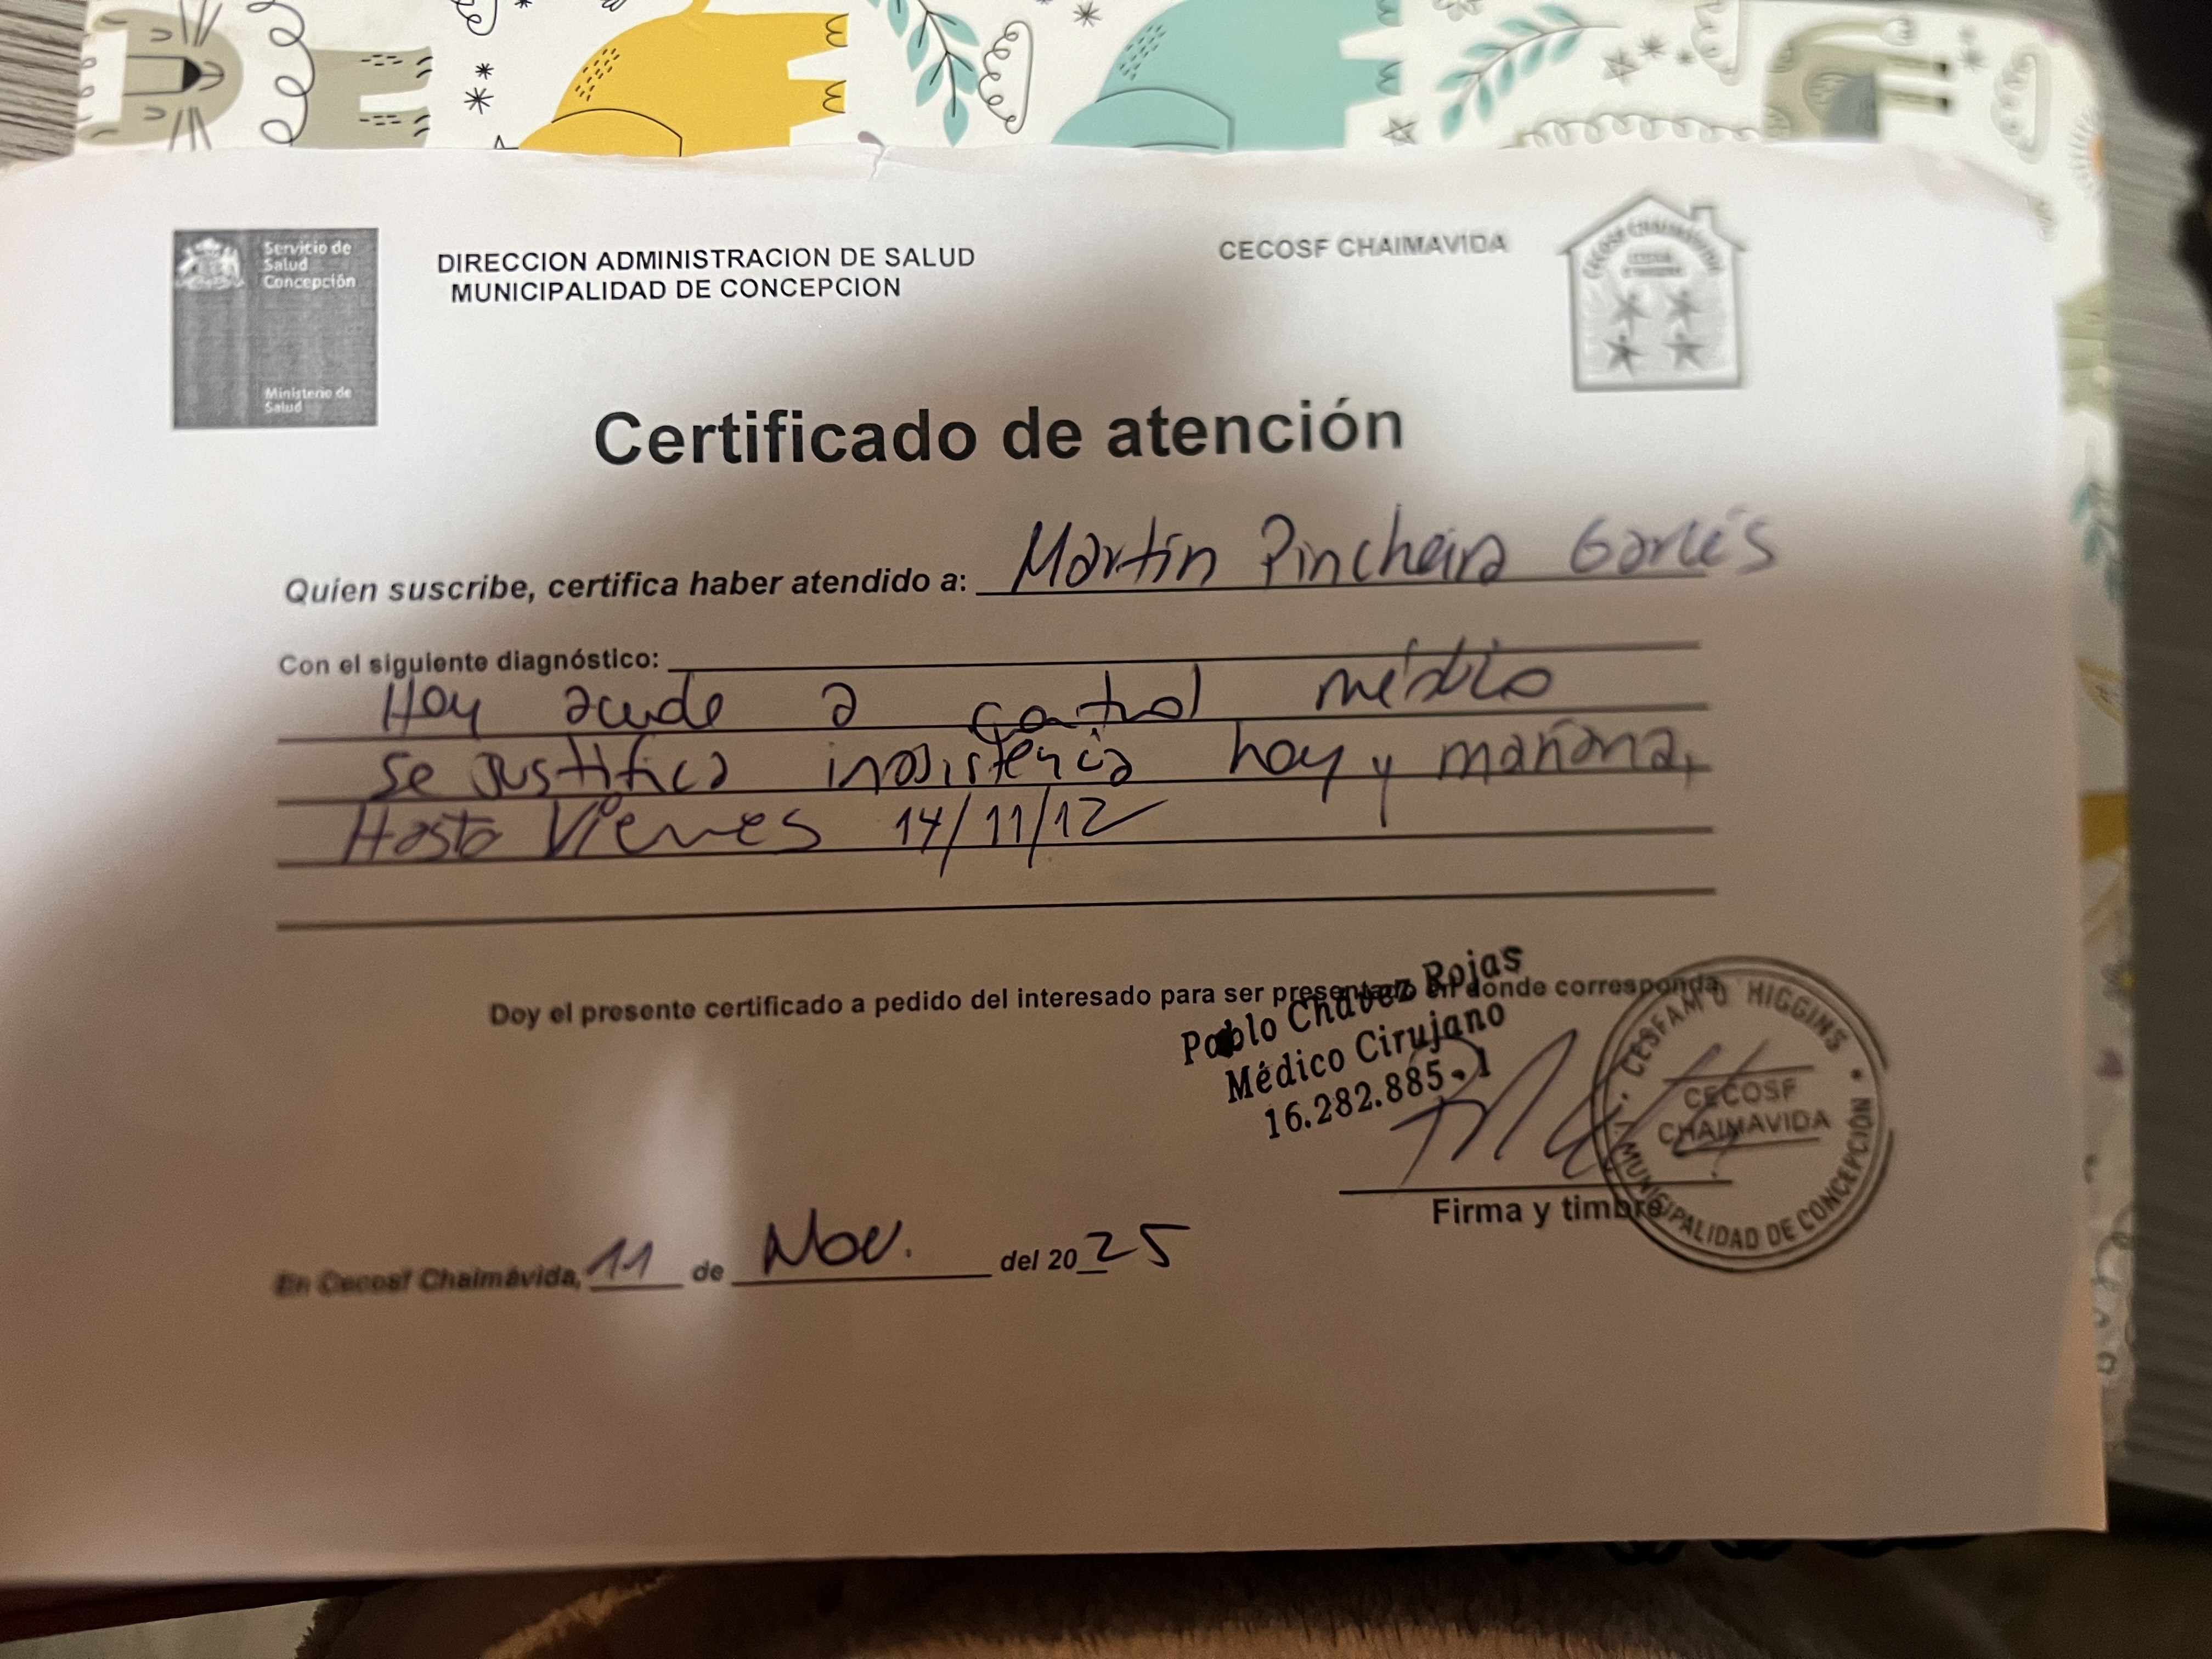 Servicio de
Salud
Concepción
Ministerio de
Salud
DIRECCION ADMINISTRACION DE SALUD
MUNICIPALIDAD DE CONCEPCION
CECOSF CHAIMAVIDA
CECOSF CHAIMAVIDA
Certificado de atención
Quien suscribe, certifica haber atendido a: Martín Pincheira Garcés
Con el siguiente diagnóstico:
Hoy acude a control médico
se justifica inasistencia hoy y mañana,
Hasta Viernes 14/11/12
Doy el presente certificado a pedido del interesado para ser presentado en donde corresponda
Pablo Chávez Rojas
Médico Cirujano
16.282.885-1
CESFAM O HIGGINS
CECOSF
CHAIMAVIDA
I. MUNICIPALIDAD DE CONCEPCIÓN
Firma y timbre
En Cecosf Chaimávida, 11 de Nov. del 2025